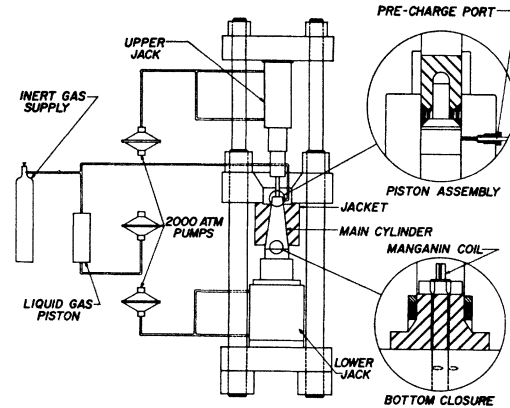 PRE-CHARGE PORT
UPPER
JACK
INERT GAS
SUPPLY
PISTON ASSEMBLY
JACKET
2000 ATM
PUMPS
MAIN CYLINDER
MANGANIN COIL
LIQUID GAS
PISTON
LOWER
JACK
BOTTOM CLOSURE